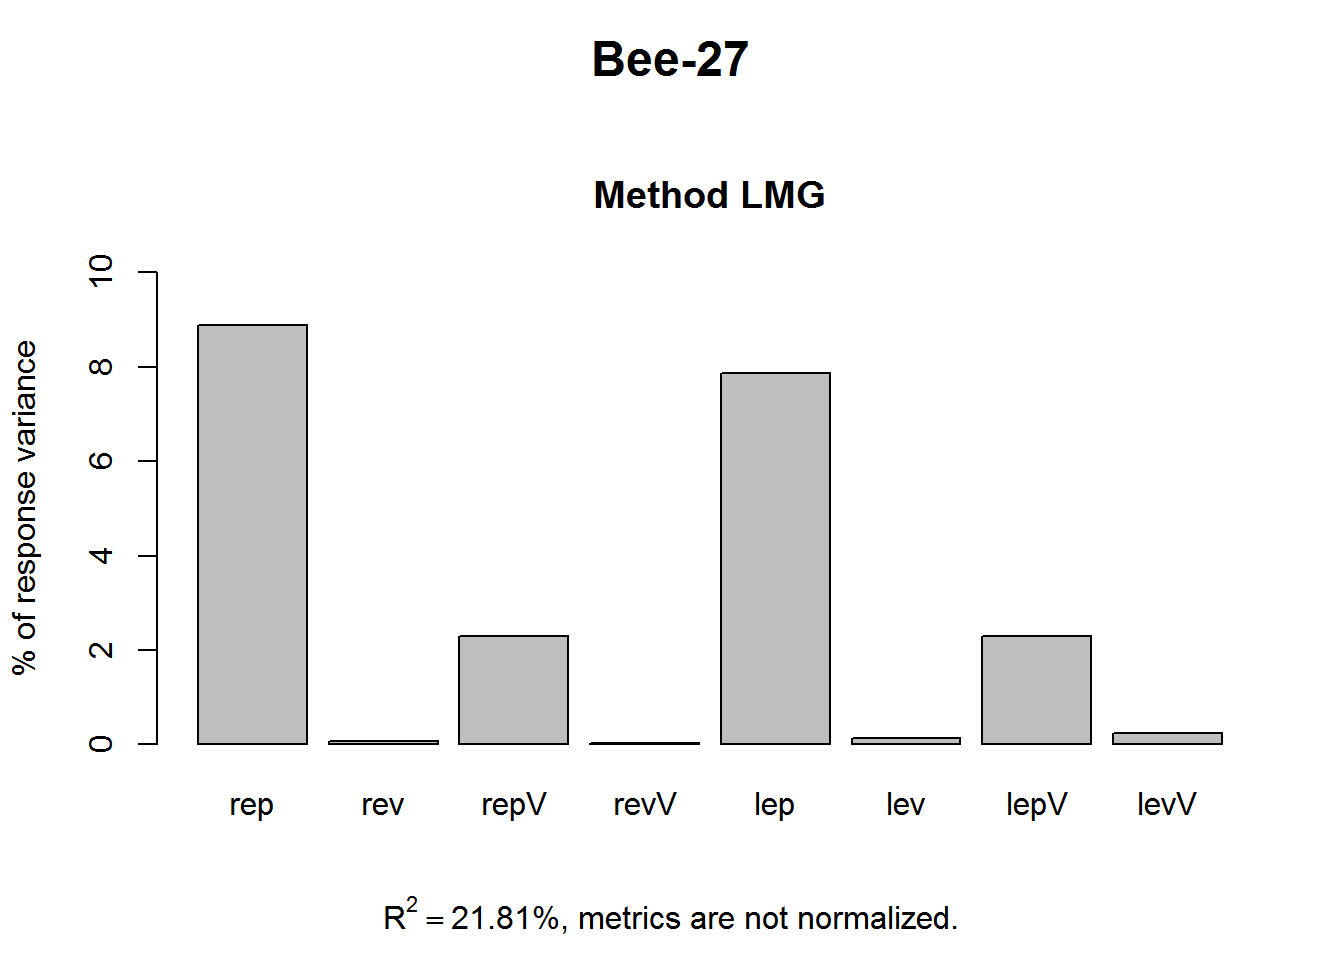 Bee-27
Method LMG
% of response variance
10
8
6
4
2
0
rep rev repV revV lep lev lepV levV
R² = 21.81%, metrics are not normalized.